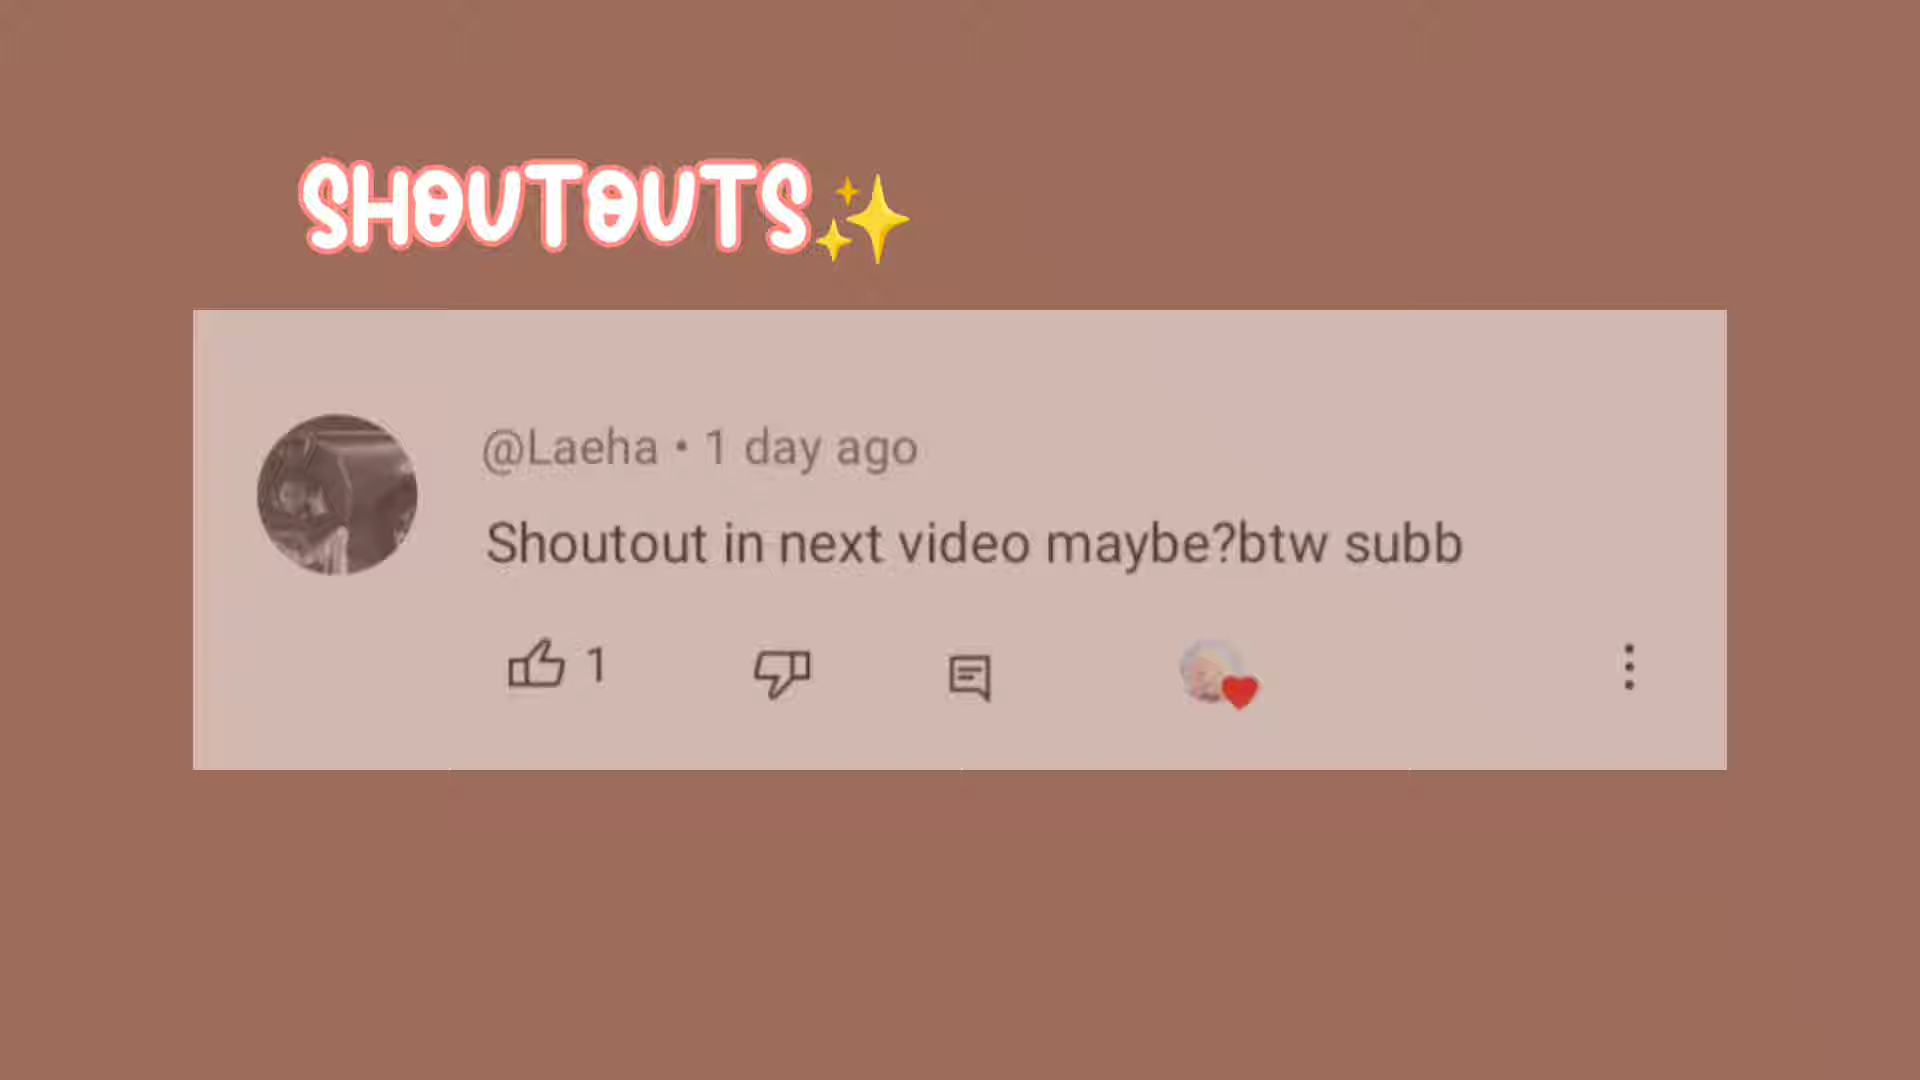 SHOUTOUTS✨
@Laeha • 1 day ago
Shoutout in next video maybe?btw subb
1